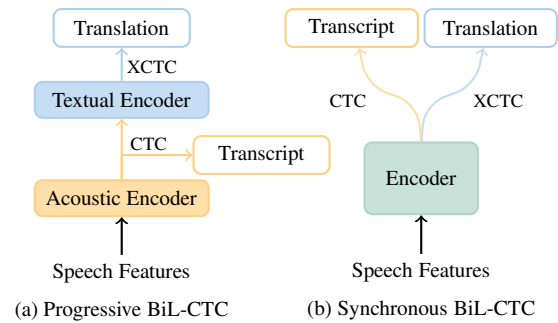 Translation
XCTC
Textual Encoder
CTC
Transcript
Acoustic Encoder
Speech Features
(a) Progressive BiL-CTC
Transcript
Translation
CTC
XCTC
Encoder
Speech Features
(b) Synchronous BiL-CTC